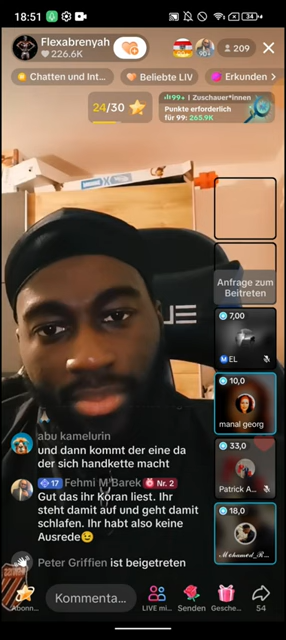 18:51
34
Flexabrenyah
226.6K
209
Chatten und Int...
Beliebte LIV
Erkunden
24/30
99+ | Zuschauer*innen
Punkte erforderlich
für 99: 265.9K
Anfrage zum
Beitreten
7,00
EL
10,0
manal georg
33,0
Patrick A...
18,0
Mohamed_R...
abu kamelurin
und dann kommt der eine da
der sich handkette macht
17 Fehmi M'Barek Nr. 2
Gut das ihr Koran liest. Ihr
steht damit auf und geht damit
schlafen. Ihr habt also keine
Ausrede😉
Peter Griffien ist beigetreten
Abonn...
Kommenta...
LIVE mi...
Senden
Gesche...
54